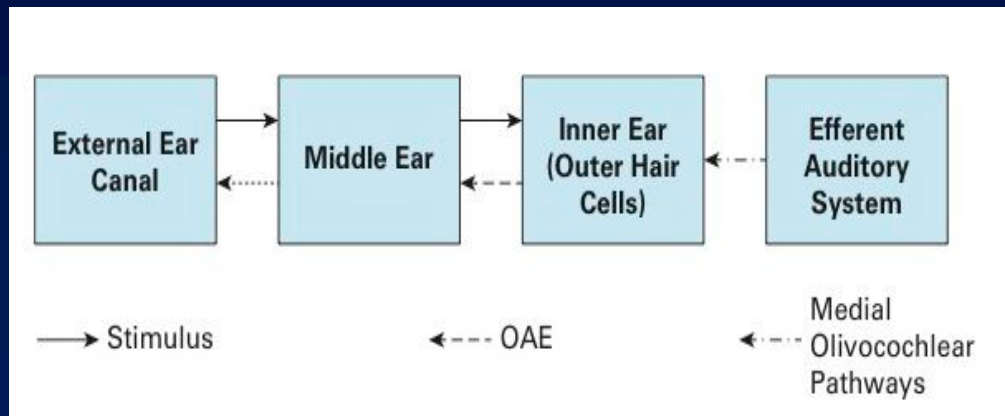 External Ear
Canal
Middle Ear
Inner Ear
(Outer Hair
Cells)
Efferent
Auditory
System
Stimulus
OAE
Medial
Olivocochlear
Pathways